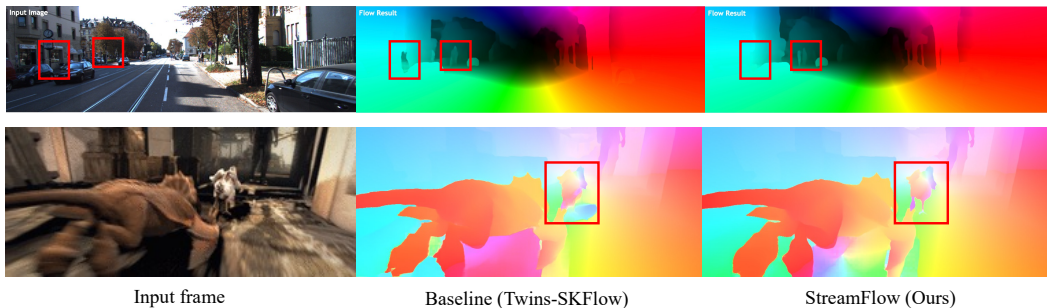 Input Image
Flow Result
Flow Result
Input frame
Baseline (Twins-SKFlow)
StreamFlow (Ours)